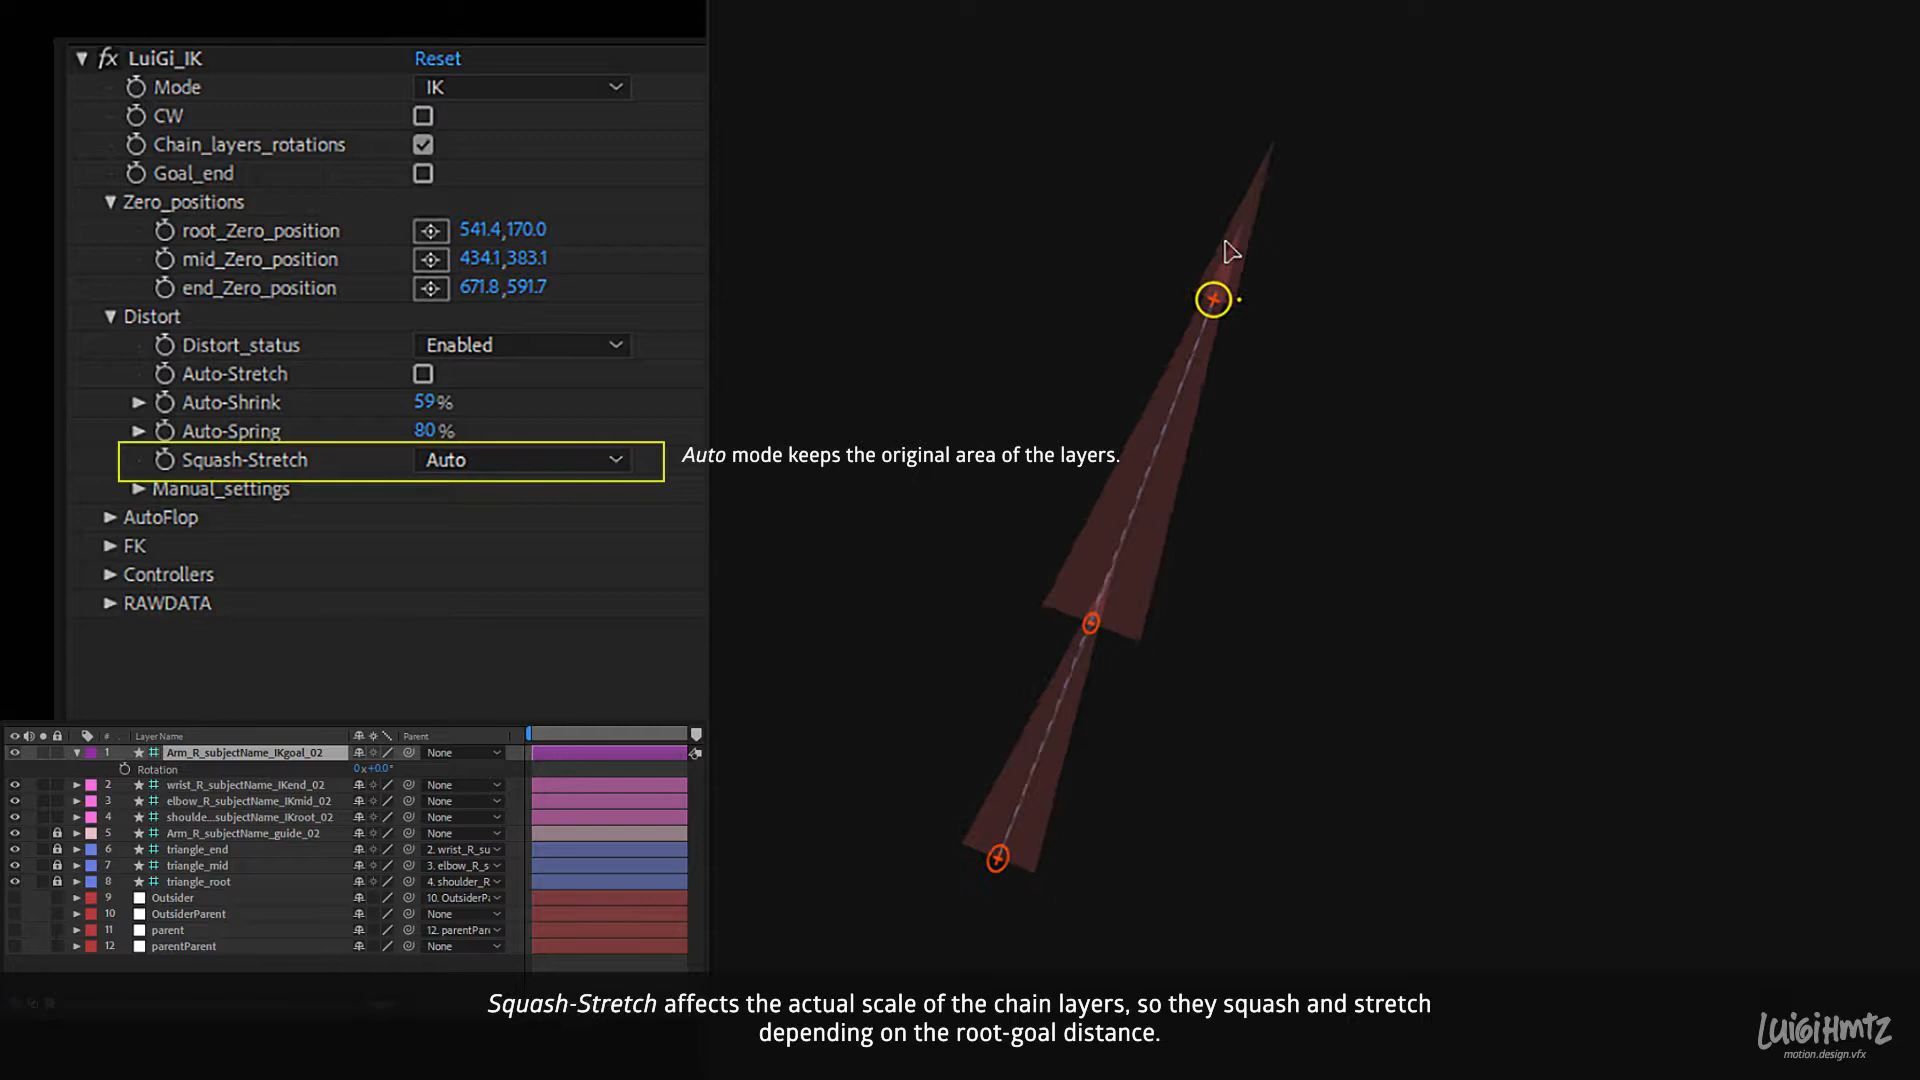 fx LuiGi_IK Reset
Mode IK
CW
Chain_layers_rotations
Goal_end
Zero_positions
root_Zero_position 541.4,170.0
mid_Zero_position 434.1,383.1
end_Zero_position 671.8,591.7
Distort
Distort_status Enabled
Auto-Stretch
Auto-Shrink 59%
Auto-Spring 80%
Squash-Stretch Auto
Auto mode keeps the original area of the layers.
Manual_settings
AutoFlop
FK
Controllers
RAWDATA
# Layer Name Parent
1 Arm_R_subjectName_IKgoal_02 None
Rotation 0x+0.0°
2 wrist_R_subjectName_IKend_02 None
3 elbow_R_subjectName_IKmid_02 None
4 shoulde...subjectName_IKroot_02 None
5 Arm_R_subjectName_guide_02 None
6 triangle_end 2. wrist_R_su
7 triangle_mid 3. elbow_R_s
8 triangle_root 4. shoulder_R
9 Outsider 10. OutsiderPa
10 OutsiderParent None
11 parent 12. parentPar
12 parentParent None
Squash-Stretch affects the actual scale of the chain layers, so they squash and stretch
depending on the root-goal distance.
LuiGiHmtz
motion.design.vfx